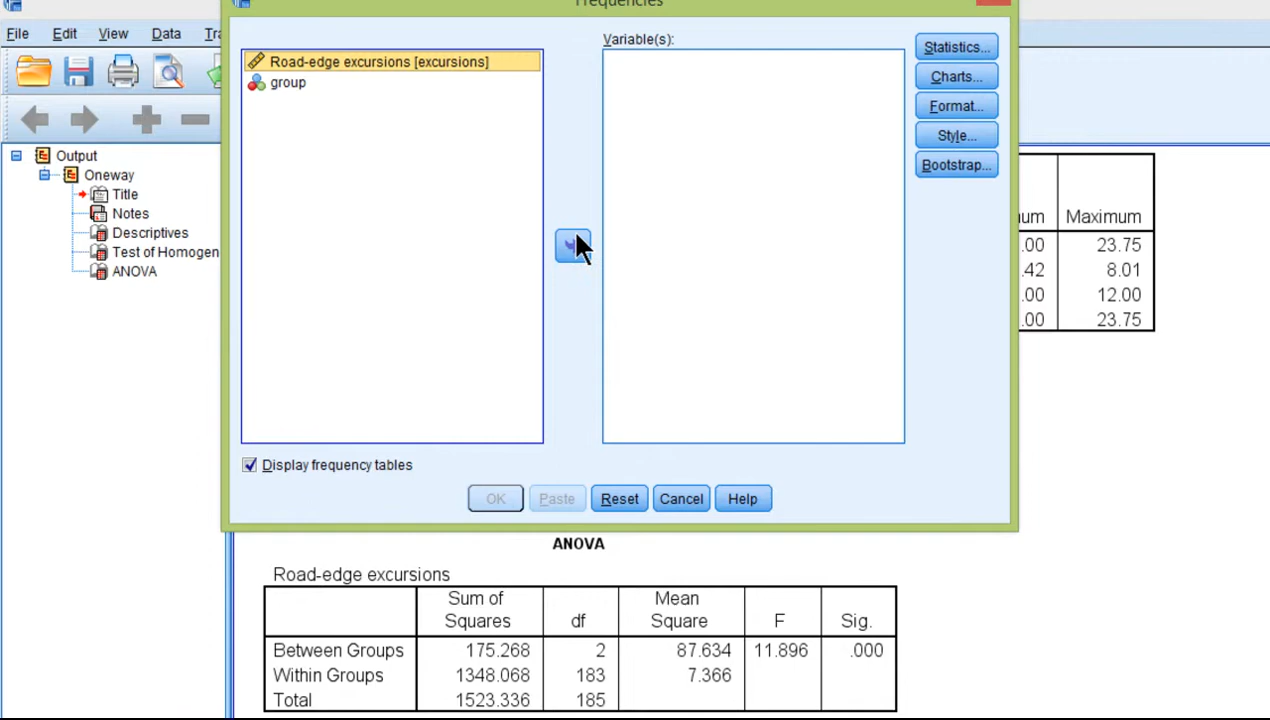 Frequencies
File Edit View Data Tra
Road-edge excursions [excursions]
group
Variable(s):
Statistics...
Charts...
Format...
Style...
Bootstrap...
Display frequency tables
OK Paste Reset Cancel Help
Output
Oneway
Title
Notes
Descriptives
Test of Homogen
ANOVA
um Maximum
.00 23.75
.42 8.01
.00 12.00
.00 23.75
ANOVA
Road-edge excursions
Sum of Squares df Mean Square F Sig.
Between Groups 175.268 2 87.634 11.896 .000
Within Groups 1348.068 183 7.366
Total 1523.336 185